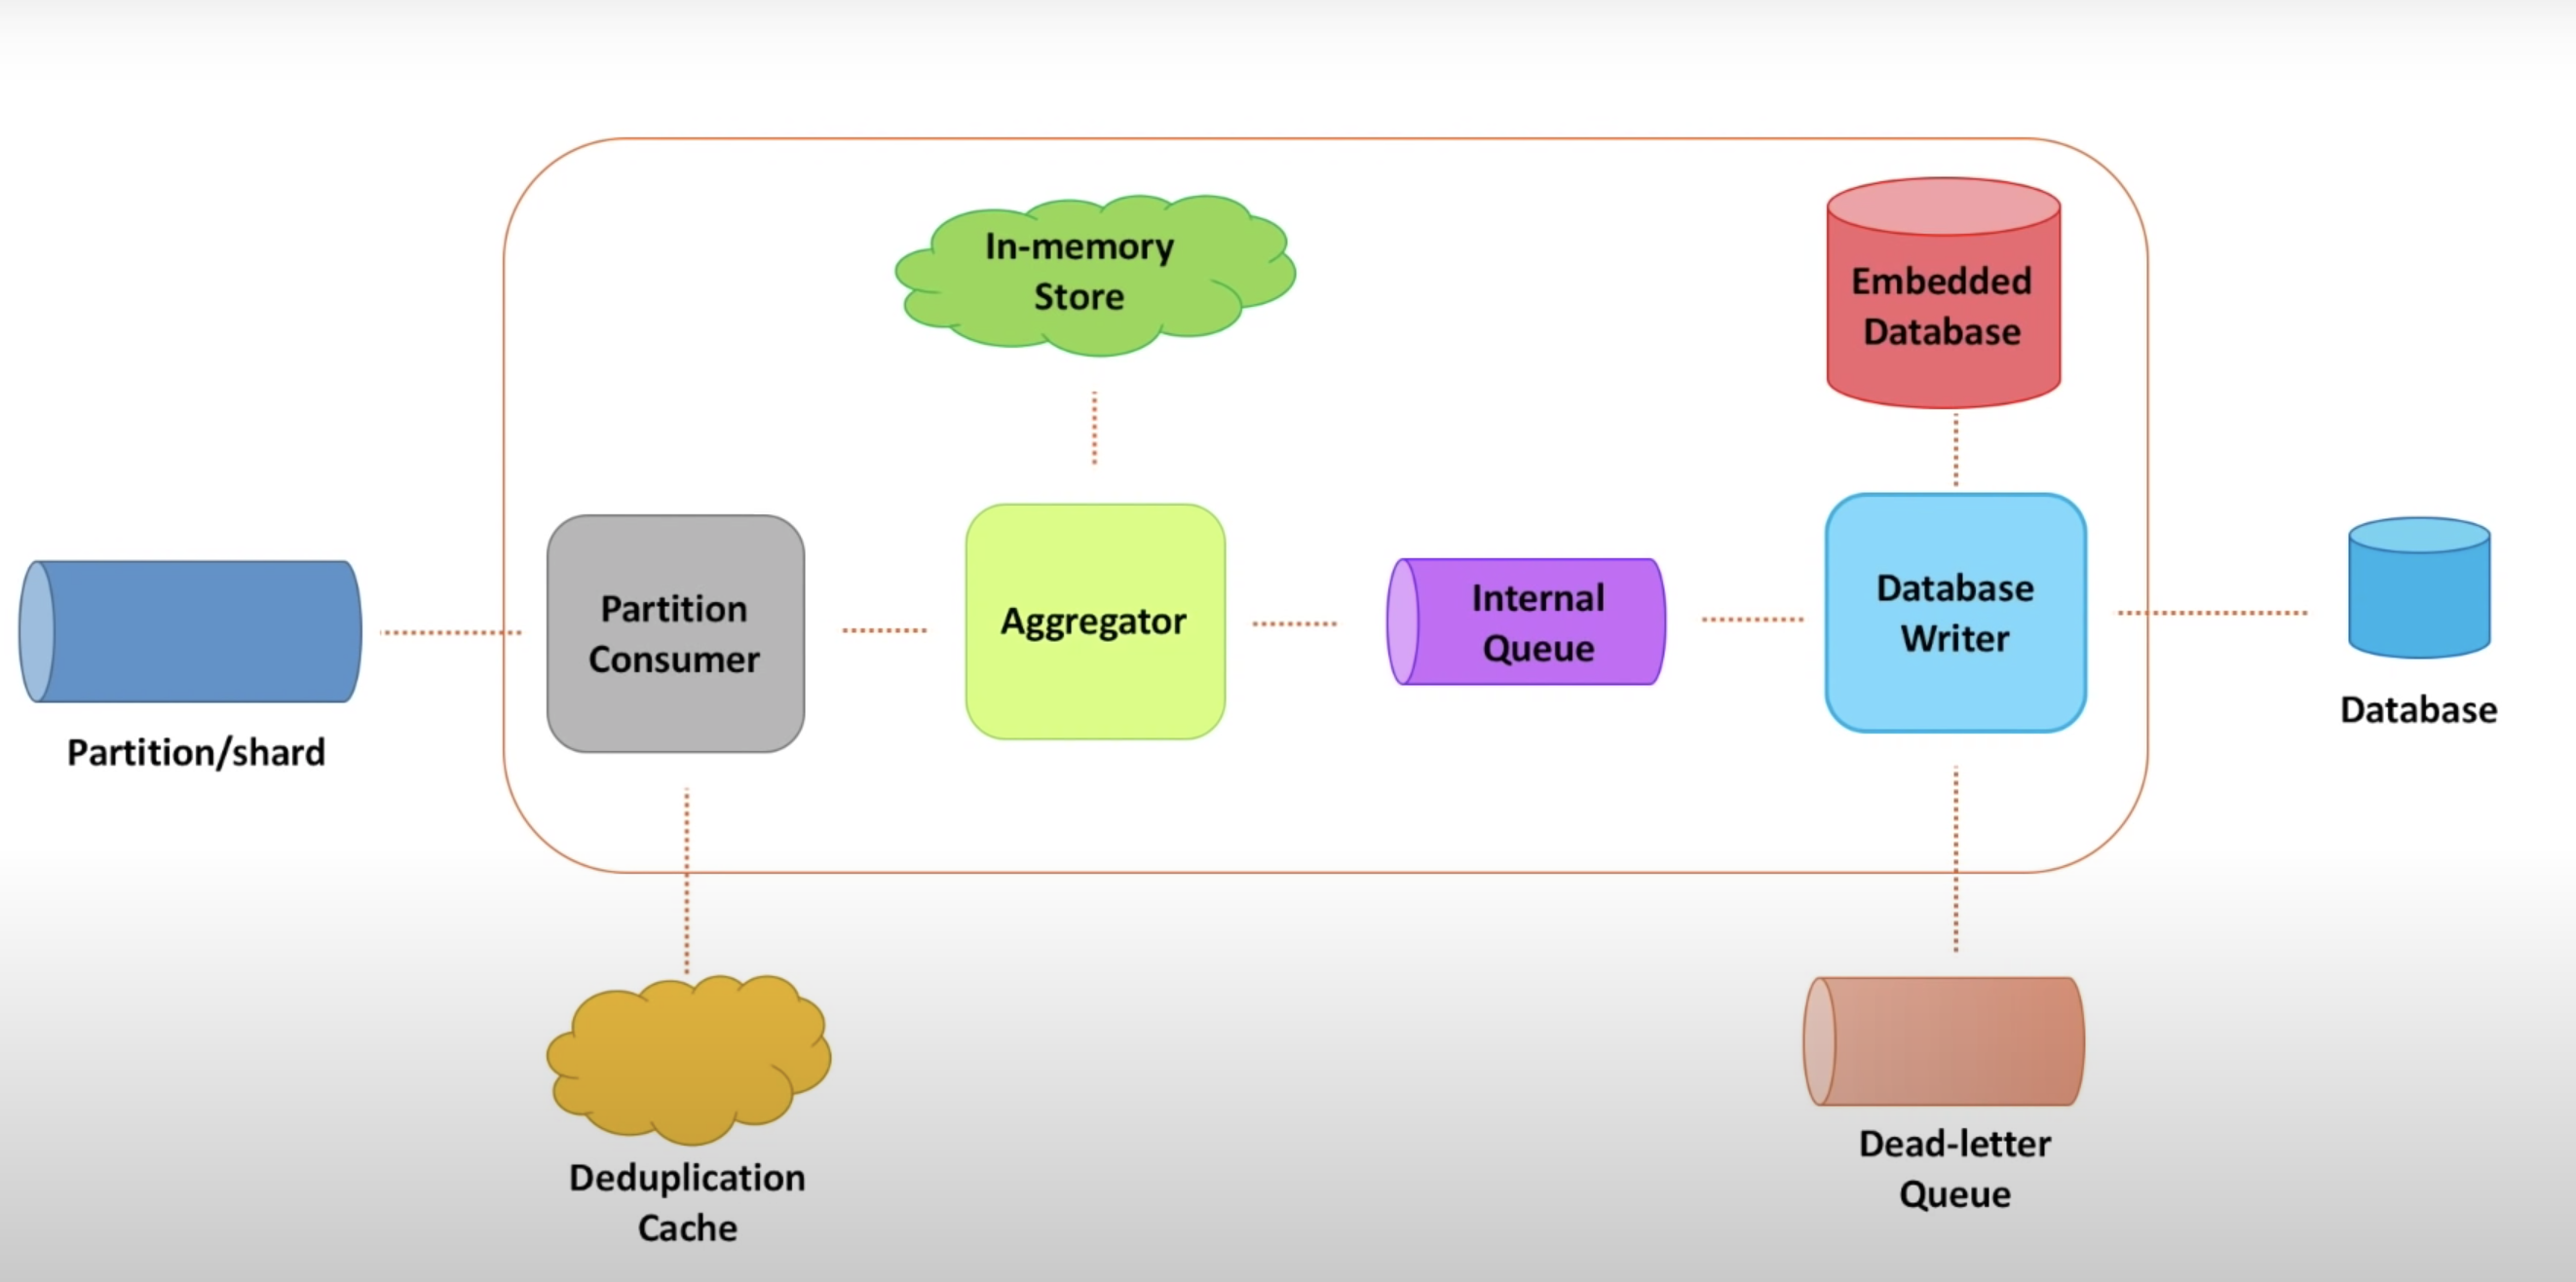 In-memory
Store
Embedded
Database
Partition
Consumer
Aggregator
Internal
Queue
Database
Writer
Partition/shard
Database
Deduplication
Cache
Dead-letter
Queue